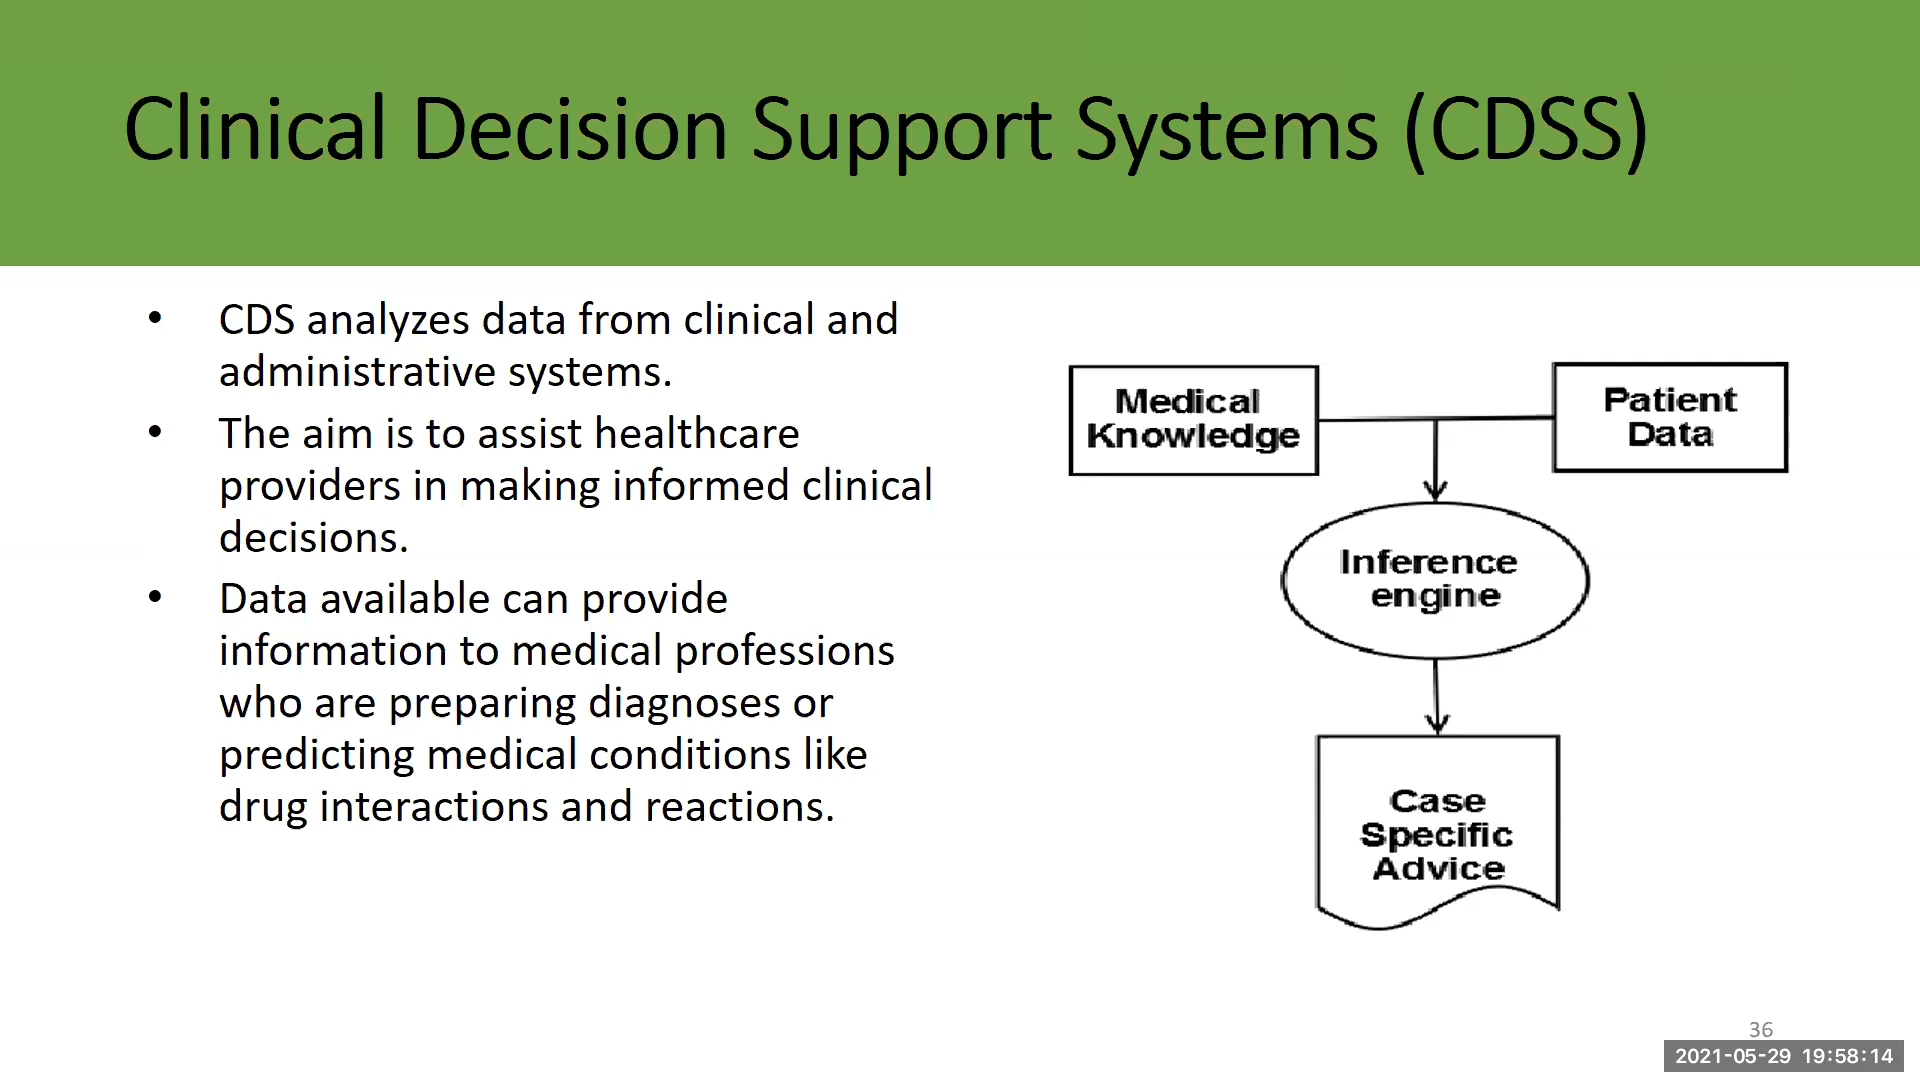 Clinical Decision Support Systems (CDSS)
• CDS analyzes data from clinical and
administrative systems.
• The aim is to assist healthcare
providers in making informed clinical
decisions.
• Data available can provide
information to medical professions
who are preparing diagnoses or
predicting medical conditions like
drug interactions and reactions.
Medical
Knowledge
Patient
Data
Inference
engine
Case
Specific
Advice
36
2021-05-29 19:58:14